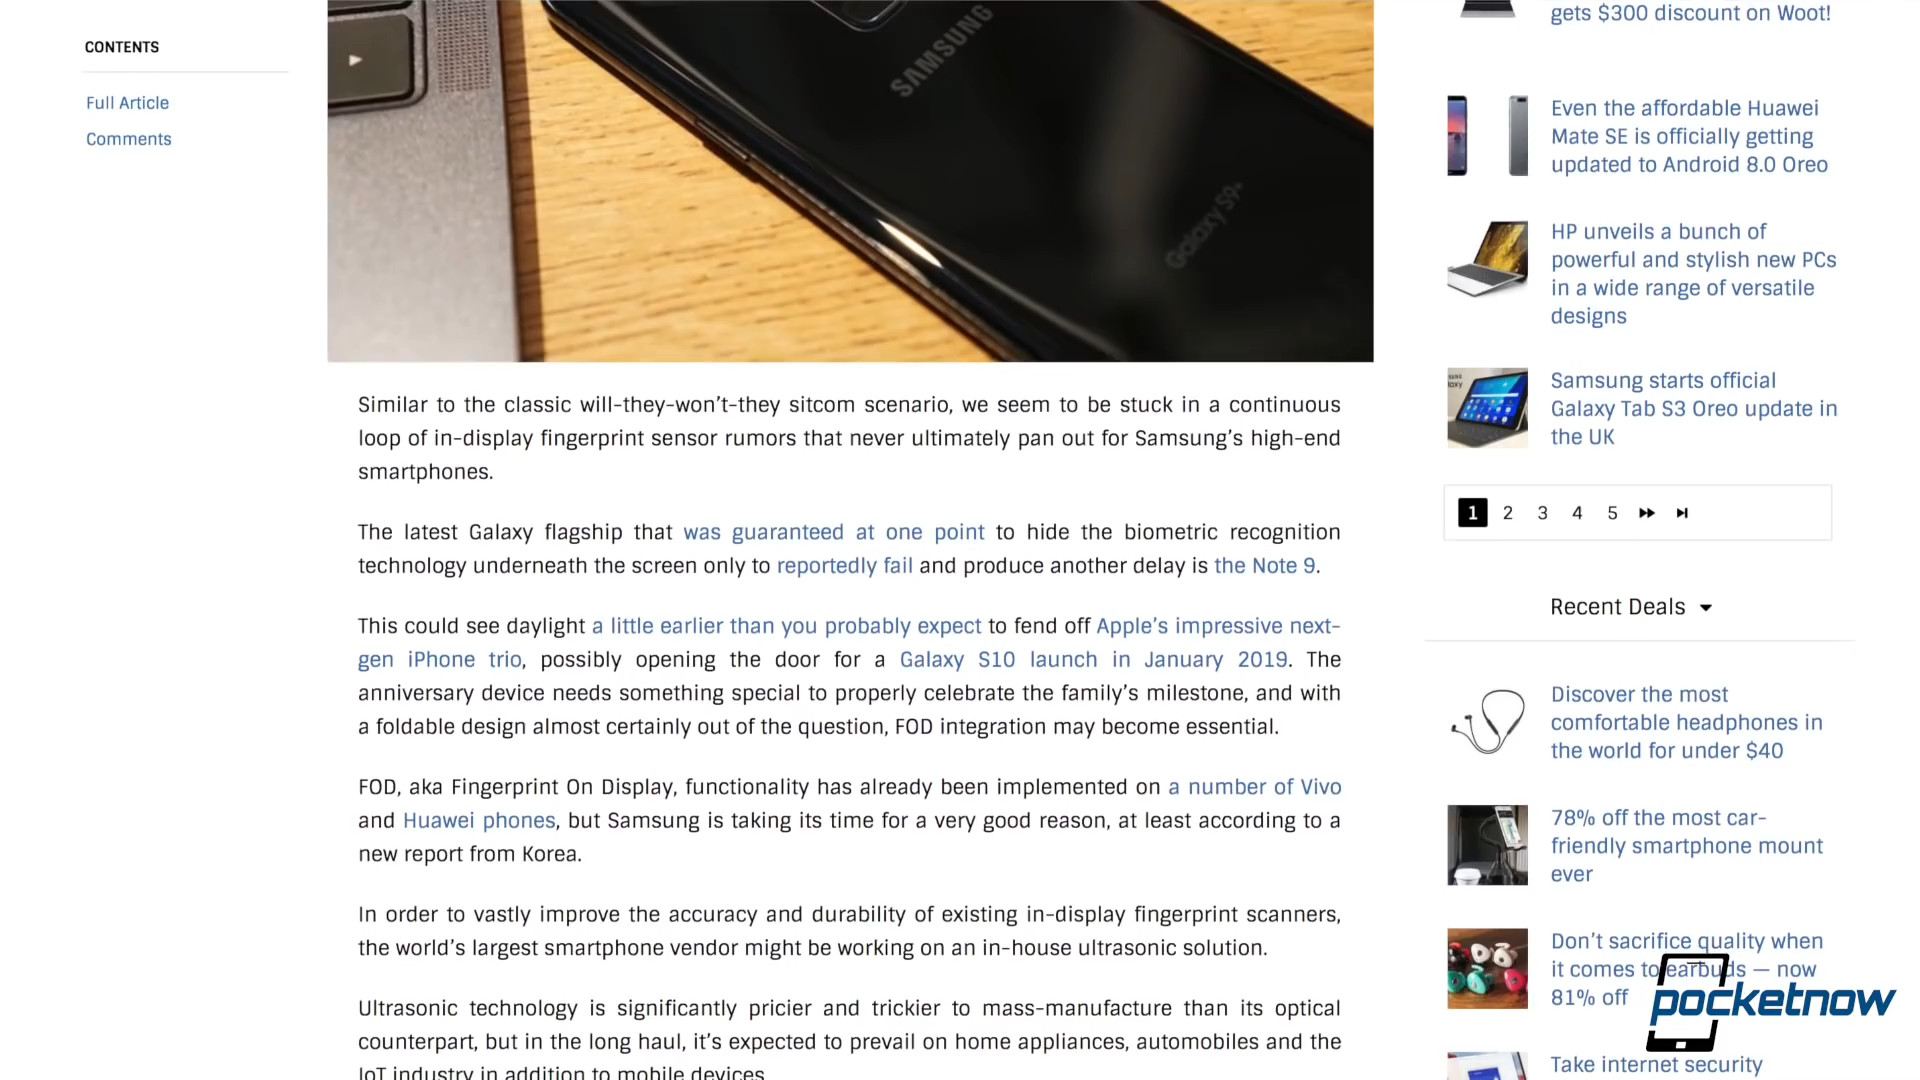 CONTENTS
Full Article
Comments
SAMSUNG
Galaxy S9+
Similar to the classic will-they-won’t-they sitcom scenario, we seem to be stuck in a continuous
loop of in-display fingerprint sensor rumors that never ultimately pan out for Samsung’s high-end
smartphones.
The latest Galaxy flagship that was guaranteed at one point to hide the biometric recognition
technology underneath the screen only to reportedly fail and produce another delay is the Note 9.
This could see daylight a little earlier than you probably expect to fend off Apple’s impressive next-
gen iPhone trio, possibly opening the door for a Galaxy S10 launch in January 2019. The
anniversary device needs something special to properly celebrate the family’s milestone, and with
a foldable design almost certainly out of the question, FOD integration may become essential.
FOD, aka Fingerprint On Display, functionality has already been implemented on a number of Vivo
and Huawei phones, but Samsung is taking its time for a very good reason, at least according to a
new report from Korea.
In order to vastly improve the accuracy and durability of existing in-display fingerprint scanners,
the world’s largest smartphone vendor might be working on an in-house ultrasonic solution.
Ultrasonic technology is significantly pricier and trickier to mass-manufacture than its optical
counterpart, but in the long haul, it’s expected to prevail on home appliances, automobiles and the
IoT industry in addition to mobile devices.
gets $300 discount on Woot!
Even the affordable Huawei
Mate SE is officially getting
updated to Android 8.0 Oreo
HP unveils a bunch of
powerful and stylish new PCs
in a wide range of versatile
designs
Samsung starts official
Galaxy Tab S3 Oreo update in
the UK
1 2 3 4 5
Recent Deals
Discover the most
comfortable headphones in
the world for under $40
78% off the most car-
friendly smartphone mount
ever
Don’t sacrifice quality when
it comes to earbuds — now
81% off
Take internet security
pocketnow